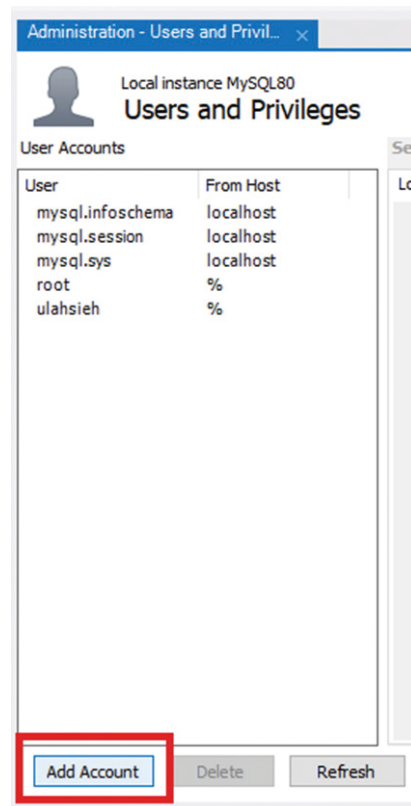 Administration - Users and Privil...
Local instance MySQL80
Users and Privileges
User Accounts
User From Host
mysql.infoschema localhost
mysql.session localhost
mysql.sys localhost
root %
ulahsieh %
Add Account Delete Refresh